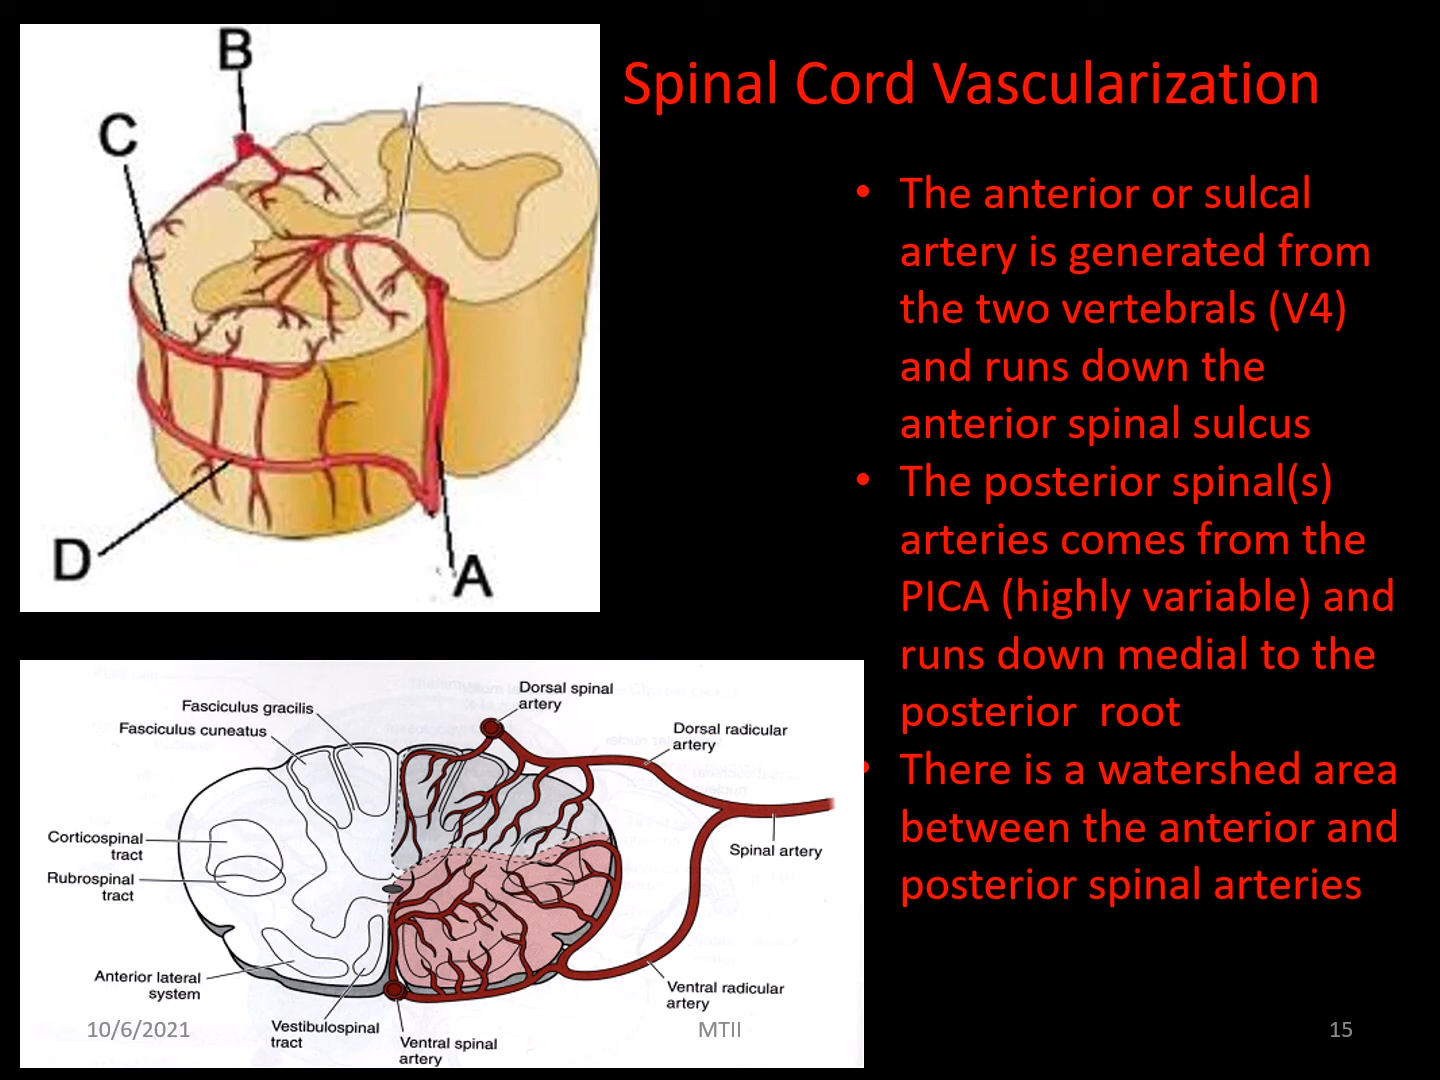 B
C
D
A
Spinal Cord Vascularization
• The anterior or sulcal
artery is generated from
the two vertebrals (V4)
and runs down the
anterior spinal sulcus
• The posterior spinal(s)
arteries comes from the
PICA (highly variable) and
runs down medial to the
posterior root
• There is a watershed area
between the anterior and
posterior spinal arteries
Dorsal spinal
artery
Fasciculus gracilis
Fasciculus cuneatus
Dorsal radicular
artery
Corticospinal
tract
Rubrospinal
tract
Spinal artery
Anterior lateral
system
Vestibulospinal
tract
Ventral spinal
artery
Ventral radicular
artery
10/6/2021
MTII
15